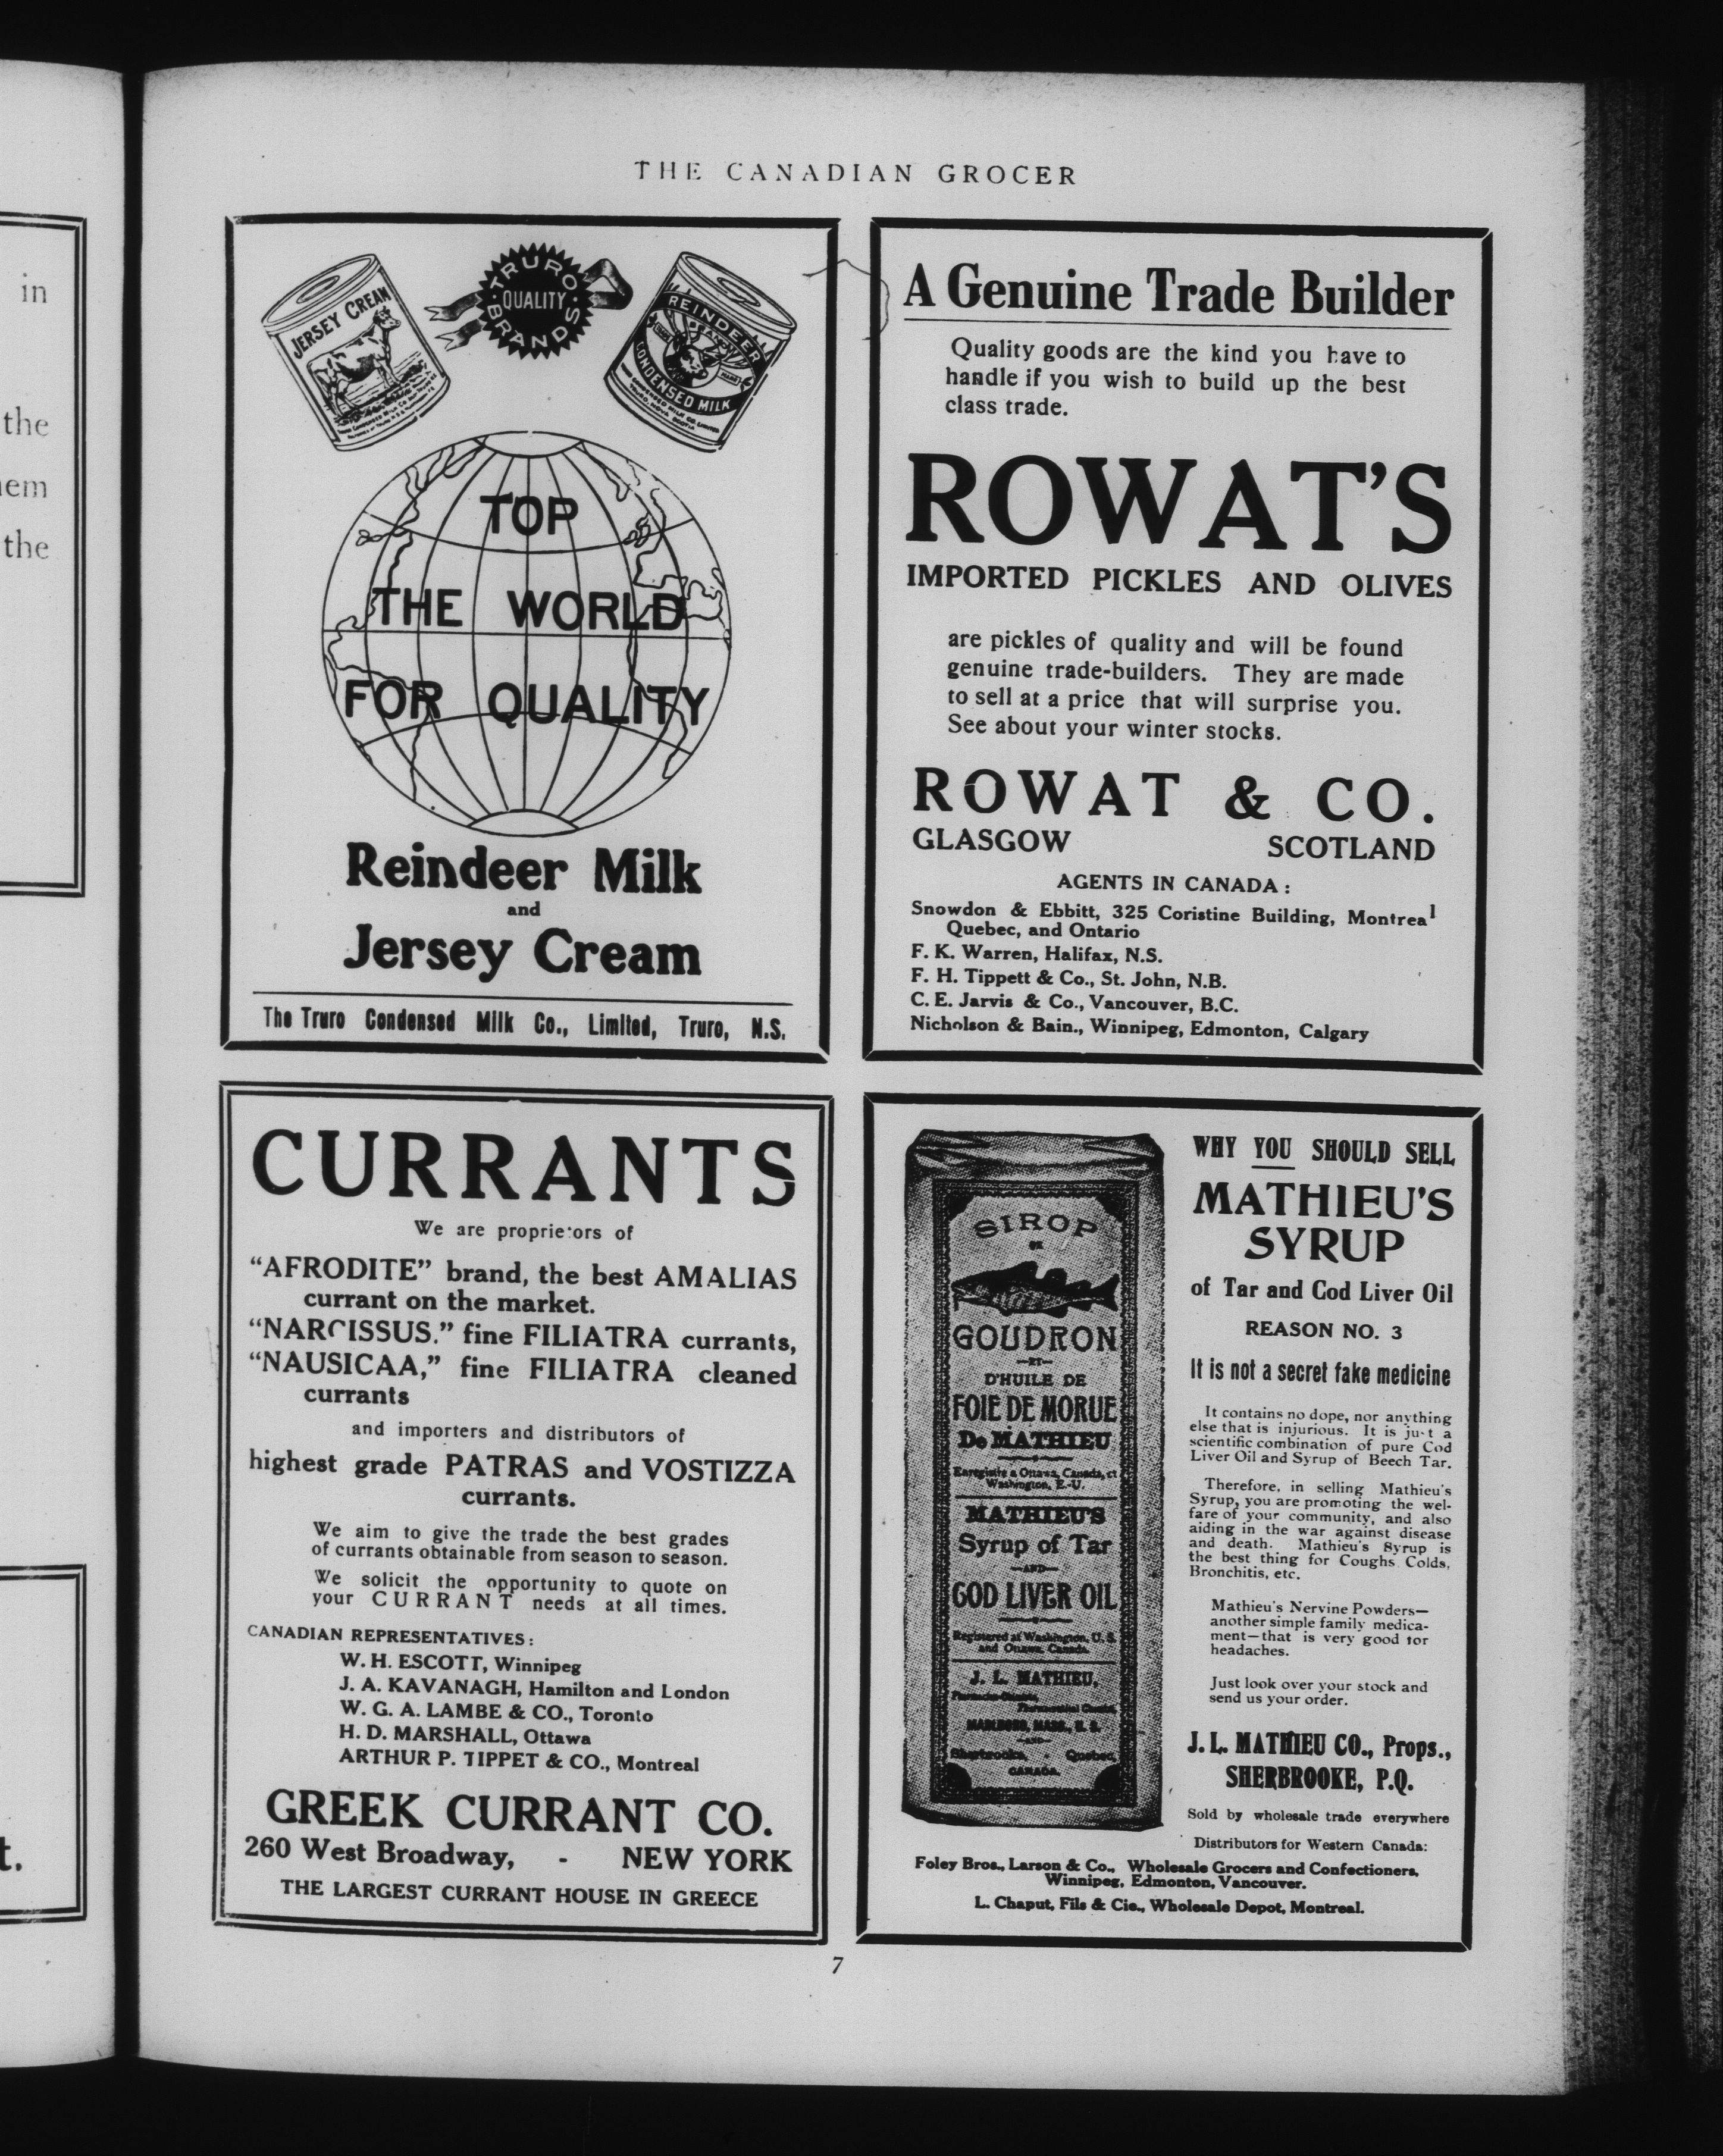 in
the
the
t.
THE CANADIAN GROCER
JERSEY CREAM
TRURO
QUALITY
BRANDS
REINDEER
BRAND
CONDENSED MILK
TOP
THE WORLD
FOR QUALITY
Reindeer Milk
and
Jersey Cream
The Truro Condensed Milk Co., Limited, Truro, N.S.
A Genuine Trade Builder
Quality goods are the kind you have to
handle if you wish to build up the best
class trade.
ROWAT'S
IMPORTED PICKLES AND OLIVES
are pickles of quality and will be found
genuine trade-builders. They are made
to sell at a price that will surprise you.
See about your winter stocks.
ROWAT & CO.
GLASGOW SCOTLAND
AGENTS IN CANADA:
Snowdon & Ebbitt, 325 Coristine Building, Montreal
Quebec, and Ontario
F. K. Warren, Halifax, N.S.
F. H. Tippett & Co., St. John, N.B.
C. E. Jarvis & Co., Vancouver, B.C.
Nicholson & Bain., Winnipeg, Edmonton, Calgary
CURRANTS
We are proprietors of
"AFRODITE" brand, the best AMALIAS
currant on the market.
"NARCISSUS." fine FILIATRA currants,
"NAUSICAA," fine FILIATRA cleaned
currants
and importers and distributors of
highest grade PATRAS and VOSTIZZA
currants.
We aim to give the trade the best grades
of currants obtainable from season to season.
We solicit the opportunity to quote on
your CURRANT needs at all times.
CANADIAN REPRESENTATIVES:
W. H. ESCOTT, Winnipeg
J. A. KAVANAGH, Hamilton and London
W. G. A. LAMBE & CO., Toronto
H. D. MARSHALL, Ottawa
ARTHUR P. TIPPET & CO., Montreal
GREEK CURRANT CO.
260 West Broadway, - NEW YORK
THE LARGEST CURRANT HOUSE IN GREECE
SIROP
DE
GOUDRON
—ET—
D'HUILE DE
FOIE DE MORUE
De MATHIEU
Enregistre a Ottawa, Canada, et
Washington, E.-U.
MATHIEU'S
Syrup of Tar
—AND—
COD LIVER OIL
Registered at Washington, U. S.
and Ottawa, Canada.
J. L. MATHIEU,
MARLBORO, MASS., U. S.
—AND—
Sherbrooke, - Quebec,
CANADA.
WHY YOU SHOULD SELL
MATHIEU'S
SYRUP
of Tar and Cod Liver Oil
REASON NO. 3
It is not a secret fake medicine
It contains no dope, nor anything
else that is injurious. It is just a
scientific combination of pure Cod
Liver Oil and Syrup of Beech Tar.
Therefore, in selling Mathieu's
Syrup, you are promoting the wel-
fare of your community, and also
aiding in the war against disease
and death. Mathieu's Syrup is
the best thing for Coughs, Colds,
Bronchitis, etc.
Mathieu's Nervine Powders—
another simple family medica-
ment—that is very good for
headaches.
Just look over your stock and
send us your order.
J. L. MATHIEU CO., Props.,
SHERBROOKE, P.Q.
Sold by wholesale trade everywhere
Distributors for Western Canada:
Foley Bros., Larson & Co., Wholesale Grocers and Confectioners,
Winnipeg, Edmonton, Vancouver.
L. Chaput, Fils & Cie., Wholesale Depot, Montreal.
7